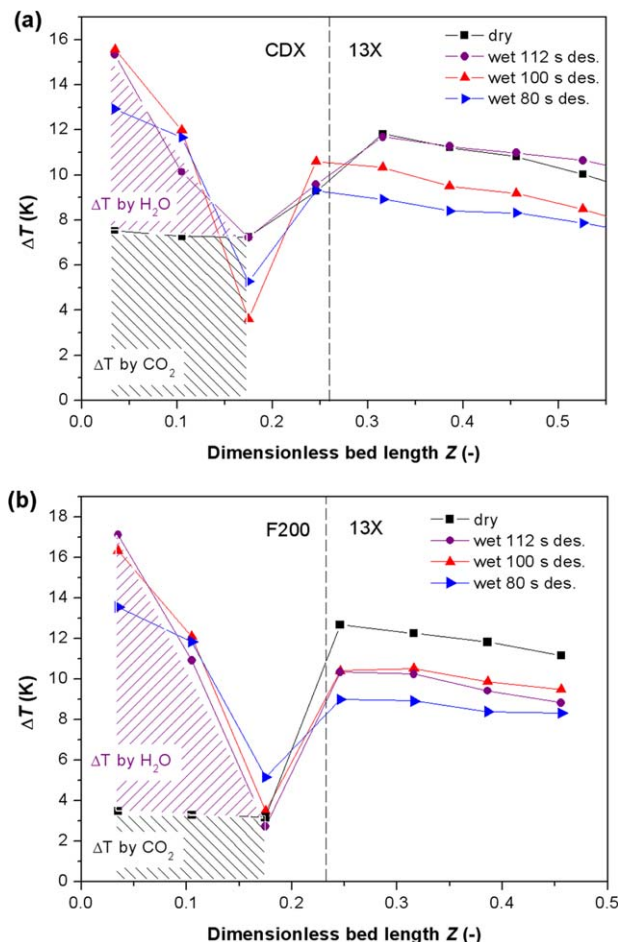 (a)
CDX
13X
dry
wet 112 s des.
wet 100 s des.
wet 80 s des.
ΔT by H₂O
ΔT by CO₂
ΔT (K)
16
14
12
10
8
6
4
2
0
0.0 0.1 0.2 0.3 0.4 0.5
Dimensionless bed length Z (-)
(b)
F200
13X
dry
wet 112 s des.
wet 100 s des.
wet 80 s des.
ΔT by H₂O
ΔT by CO₂
ΔT (K)
18
16
14
12
10
8
6
4
2
0
0.0 0.1 0.2 0.3 0.4 0.5
Dimensionless bed length Z (-)